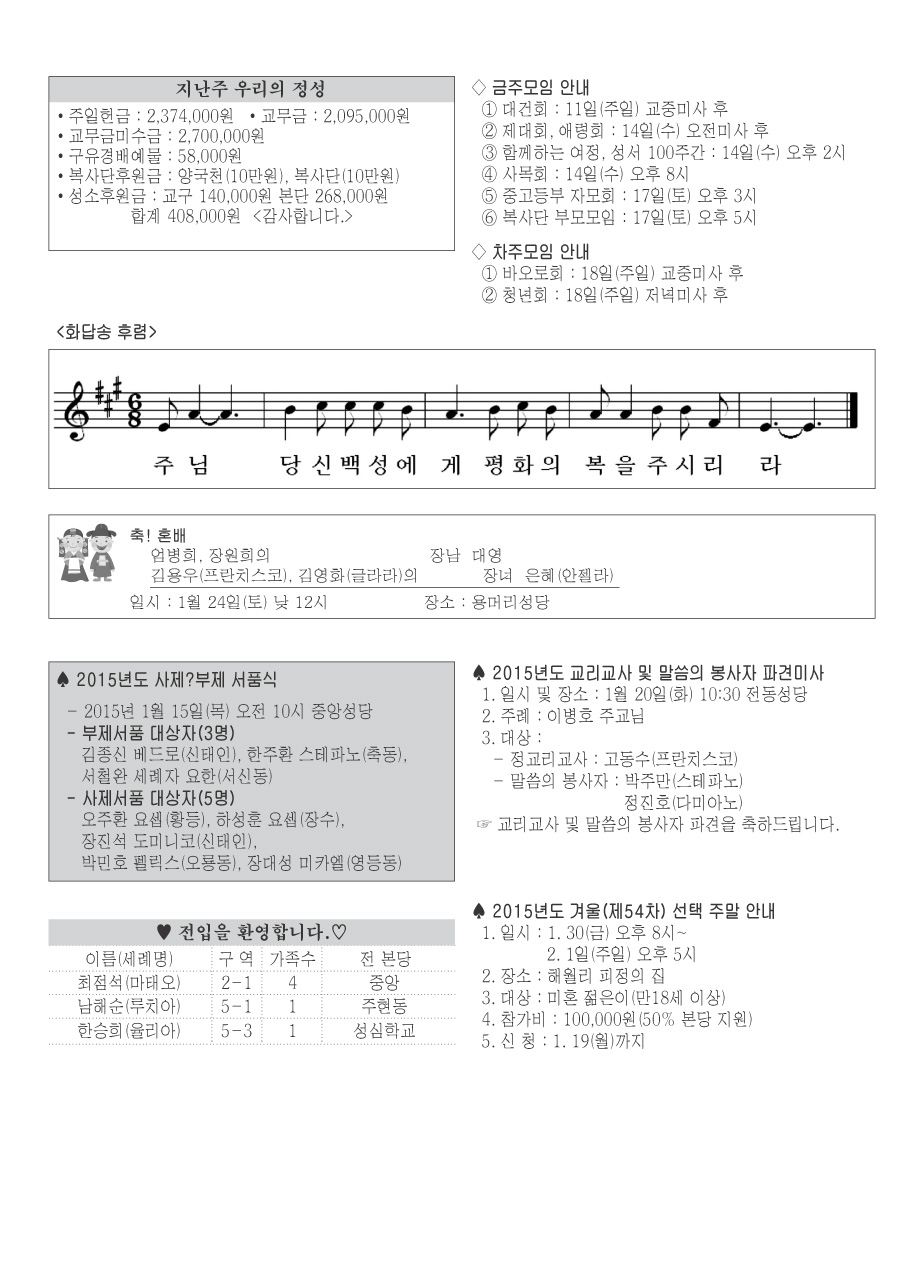 지난주 우리의 정성
• 주일헌금 : 2,374,000원 • 교무금 : 2,095,000원
• 교무금미수금 : 2,700,000원
• 구유경배예물 : 58,000원
• 복사단후원금 : 양국천(10만원), 복사단(10만원)
• 성소후원금 : 교구 140,000원 본단 268,000원
합계 408,000원 <감사합니다.>
◇ 금주모임 안내
① 대건회 : 11일(주일) 교중미사 후
② 제대회, 애령회 : 14일(수) 오전미사 후
③ 함께하는 여정, 성서 100주간 : 14일(수) 오후 2시
④ 사목회 : 14일(수) 오후 8시
⑤ 중고등부 자모회 : 17일(토) 오후 3시
⑥ 복사단 부모모임 : 17일(토) 오후 5시
◇ 차주모임 안내
① 바오로회 : 18일(주일) 교중미사 후
② 청년회 : 18일(주일) 저녁미사 후
<화답송 후렴>
6
8
주 님 당 신 백 성 에 게 평 화 의 복 을 주 시 리 라
축! 혼배
엄병희, 장원희의 장남 대영
김용우(프란치스코), 김영화(글라라)의 장녀 은혜(안젤라)
일시 : 1월 24일(토) 낮 12시 장소 : 용머리성당
♠ 2015년도 사제?부제 서품식
- 2015년 1월 15일(목) 오전 10시 중앙성당
- 부제서품 대상자(3명)
김종신 베드로(신태인), 한주환 스테파노(축동),
서철완 세례자 요한(서신동)
- 사제서품 대상자(5명)
오주환 요셉(황등), 하성훈 요셉(장수),
장진석 도미니코(신태인),
박민호 펠릭스(오룡동), 장대성 미카엘(영등동)
♥ 전입을 환영합니다.♡
이름(세례명) 구 역 가족수 전 본당
최점석(마태오) 2-1 4 중앙
남해순(루치아) 5-1 1 주현동
한승희(율리아) 5-3 1 성심학교
♠ 2015년도 교리교사 및 말씀의 봉사자 파견미사
1. 일시 및 장소 : 1월 20일(화) 10:30 전동성당
2. 주례 : 이병호 주교님
3. 대상 :
- 정교리교사 : 고동수(프란치스코)
- 말씀의 봉사자 : 박주만(스테파노)
정진호(다미아노)
☞ 교리교사 및 말씀의 봉사자 파견을 축하드립니다.
♠ 2015년도 겨울(제54차) 선택 주말 안내
1. 일시 : 1. 30(금) 오후 8시~
2. 1일(주일) 오후 5시
2. 장소 : 해월리 피정의 집
3. 대상 : 미혼 젊은이(만18세 이상)
4. 참가비 : 100,000원(50% 본당 지원)
5. 신 청 : 1. 19(월)까지